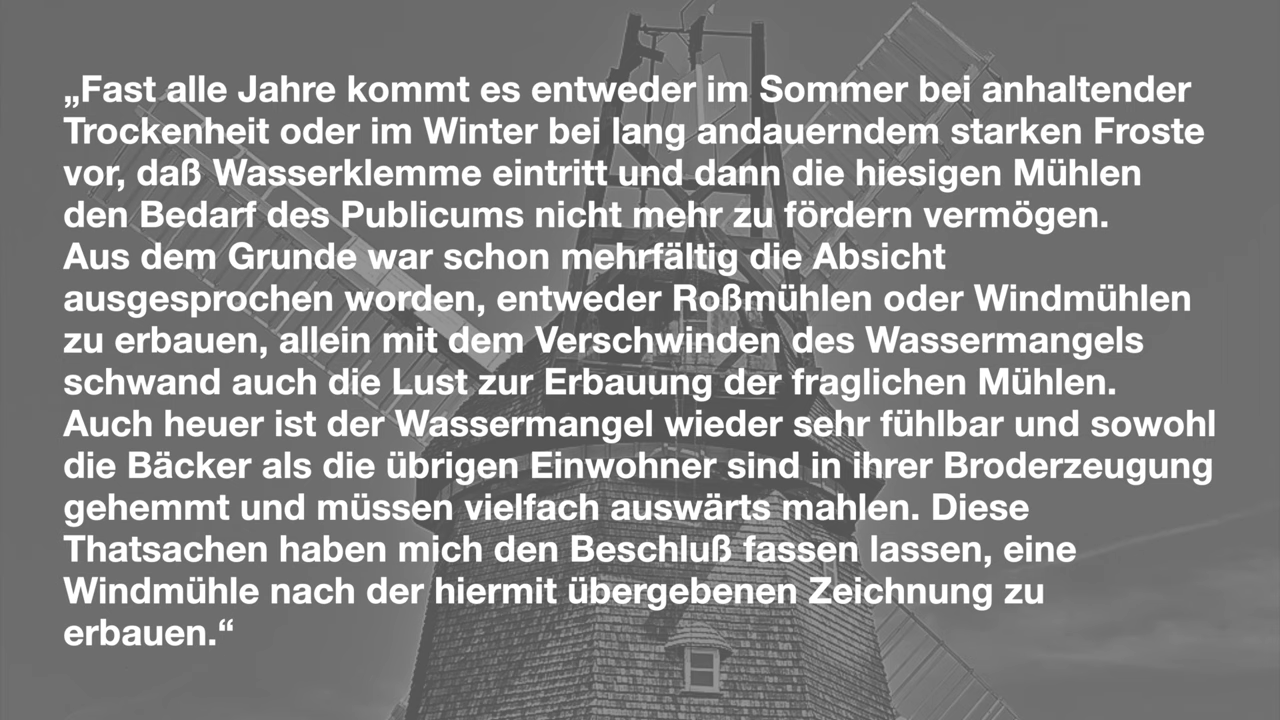 „Fast alle Jahre kommt es entweder im Sommer bei anhaltender
Trockenheit oder im Winter bei lang andauerndem starken Froste
vor, daß Wasserklemme eintritt und dann die hiesigen Mühlen
den Bedarf des Publicums nicht mehr zu fördern vermögen.
Aus dem Grunde war schon mehrfältig die Absicht
ausgesprochen worden, entweder Roßmühlen oder Windmühlen
zu erbauen, allein mit dem Verschwinden des Wassermangels
schwand auch die Lust zur Erbauung der fraglichen Mühlen.
Auch heuer ist der Wassermangel wieder sehr fühlbar und sowohl
die Bäcker als die übrigen Einwohner sind in ihrer Broderzeugung
gehemmt und müssen vielfach auswärts mahlen. Diese
Thatsachen haben mich den Beschluß fassen lassen, eine
Windmühle nach der hiermit übergebenen Zeichnung zu
erbauen.“